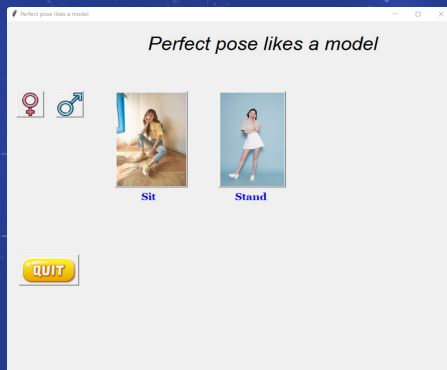 Perfect pose likes a model
Perfect pose likes a model
Sit
Stand
QUIT